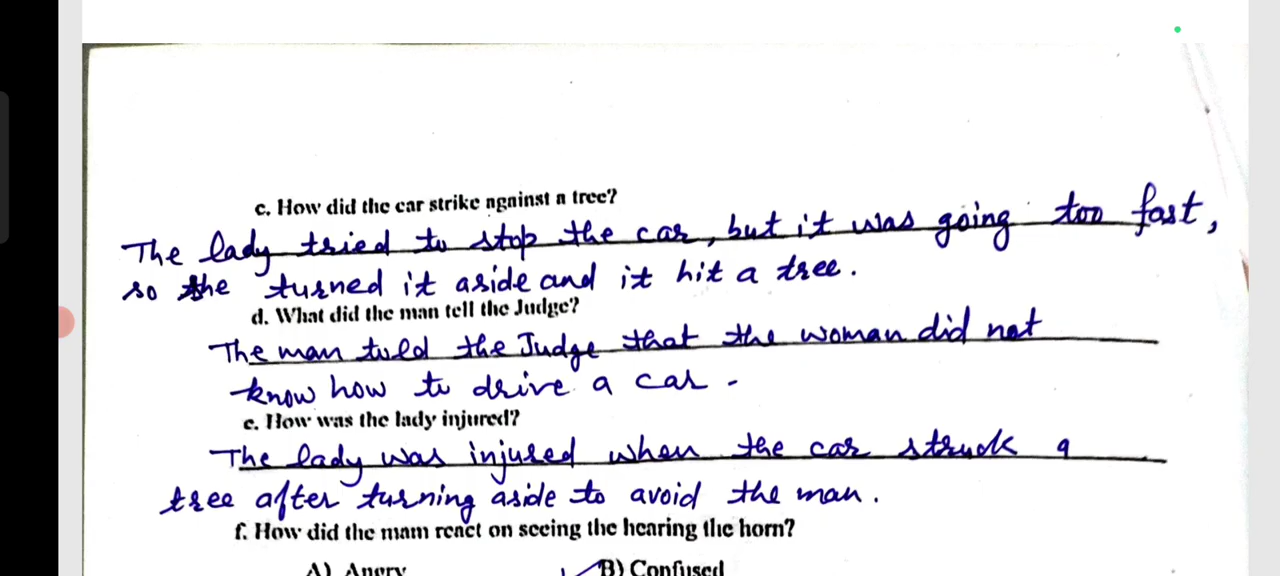 c. How did the car strike against a tree?
The lady tried to stop the car, but it was going too fast,
so she turned it aside and it hit a tree.
d. What did the man tell the Judge?
The man told the Judge that the woman did not
know how to drive a car.
e. How was the lady injured?
The lady was injured when the car struck a
tree after turning aside to avoid the man.
f. How did the mam react on seeing the hearing the horn?
A) Angry B) Confused